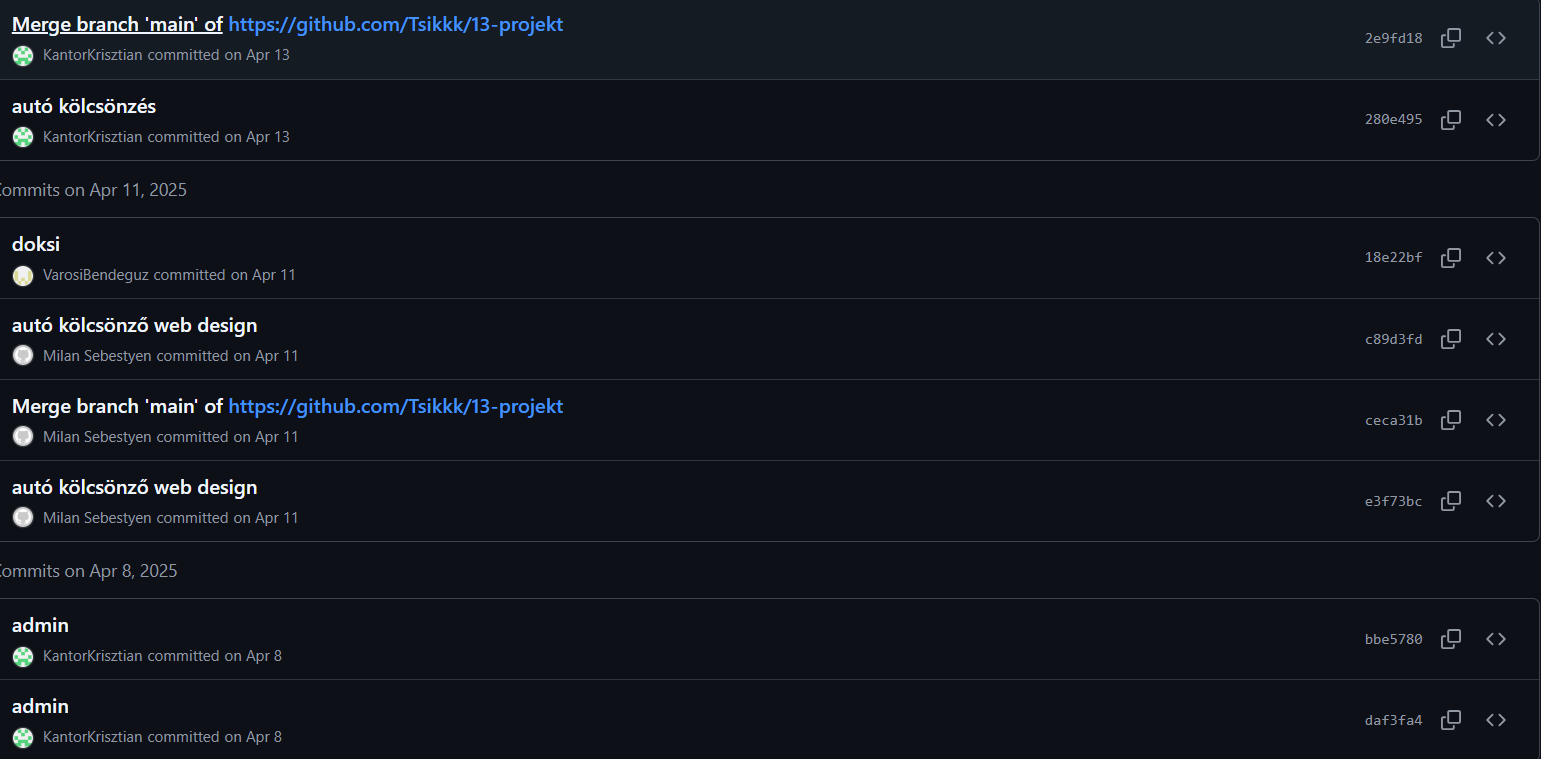 Merge branch 'main' of https://github.com/Tsikkk/13-projekt
KantorKrisztian committed on Apr 13
2e9fd18
autó kölcsönzés
KantorKrisztian committed on Apr 13
280e495
ommits on Apr 11, 2025
doksi
VarosiBendeguz committed on Apr 11
18e22bf
autó kölcsönző web design
Milan Sebestyen committed on Apr 11
c89d3fd
Merge branch 'main' of https://github.com/Tsikkk/13-projekt
Milan Sebestyen committed on Apr 11
ceca31b
autó kölcsönző web design
Milan Sebestyen committed on Apr 11
e3f73bc
ommits on Apr 8, 2025
admin
KantorKrisztian committed on Apr 8
bbe5780
admin
KantorKrisztian committed on Apr 8
daf3fa4